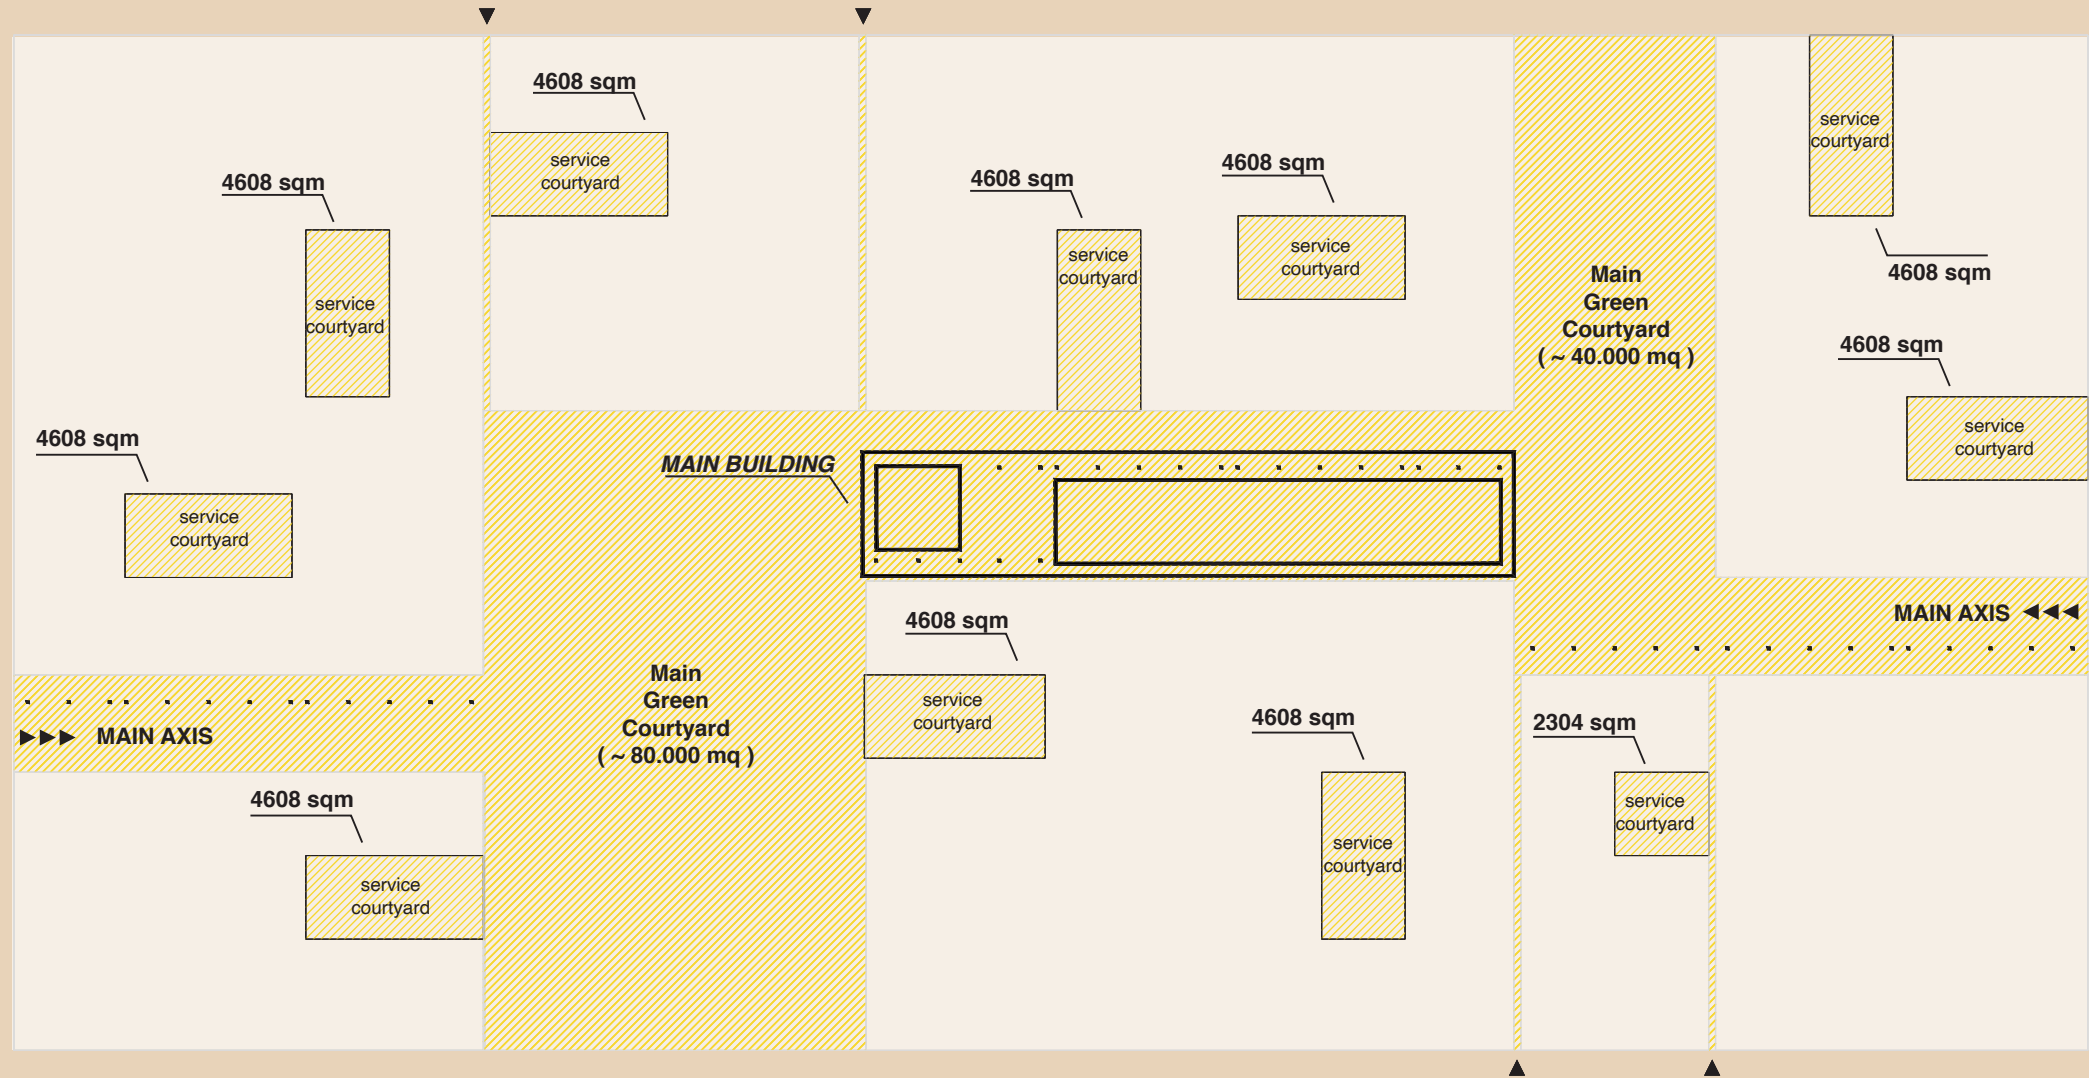 4608 sqm
service
courtyard
4608 sqm
service
courtyard
4608 sqm
service
courtyard
4608 sqm
service
courtyard
4608 sqm
service
courtyard
Main
Green
Courtyard
( ~ 40.000 mq )
service
courtyard
4608 sqm
4608 sqm
service
courtyard
MAIN BUILDING
MAIN AXIS
MAIN AXIS
Main
Green
Courtyard
( ~ 80.000 mq )
4608 sqm
service
courtyard
4608 sqm
service
courtyard
2304 sqm
service
courtyard
4608 sqm
service
courtyard